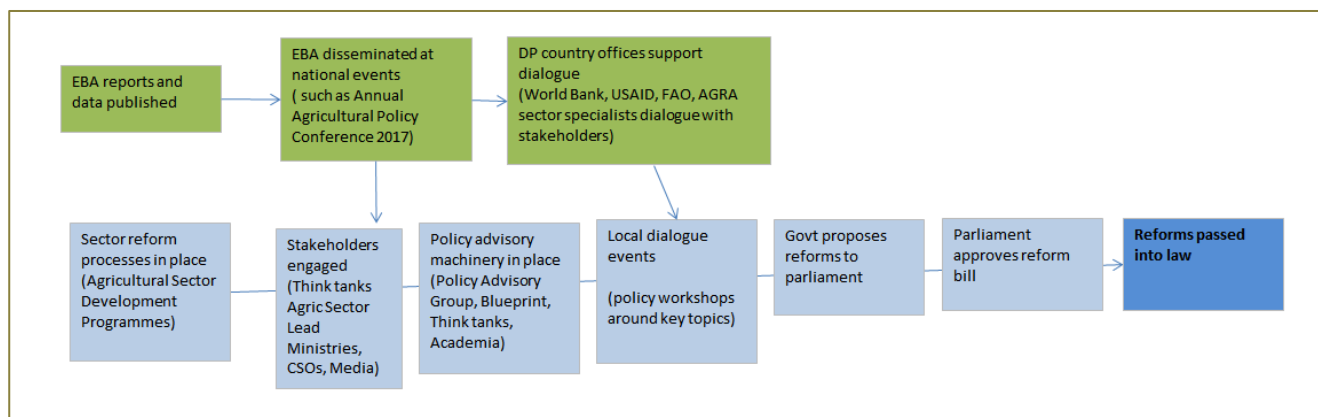 EBA reports and
data published
EBA disseminated at
national events
( such as Annual
Agricultural Policy
Conference 2017)
DP country offices support
dialogue
(World Bank, USAID, FAO, AGRA
sector specialists dialogue with
stakeholders)
Sector reform
processes in place
(Agricultural Sector
Development
Programmes)
Stakeholders
engaged
(Think tanks
Agric Sector
Lead
Ministries,
CSOs, Media)
Policy advisory
machinery in place
(Policy Advisory
Group, Blueprint,
Think tanks,
Academia)
Local dialogue
events
(policy workshops
around key topics)
Govt proposes
reforms to
parliament
Parliament
approves reform
bill
Reforms passed
into law